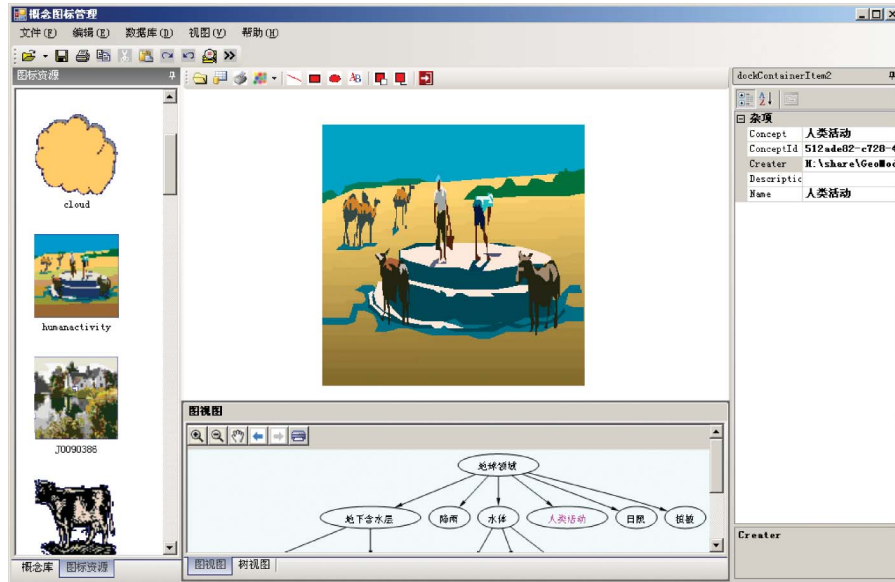 概念图标管理
文件(F) 编辑(E) 数据库(D) 视图(V) 帮助(H)
图标资源
cloud
humanactivity
J0090386
概念库 图标资源
AB
图视图
地球领域
地下含水层 降雨 水体 人类活动 日照 植被
图视图 树视图
dockContainerItem2
杂项
Concept 人类活动
ConceptId 512ade82-c728-4
Creater H:\share\GeoMod
Descriptic
Name 人类活动
Creater